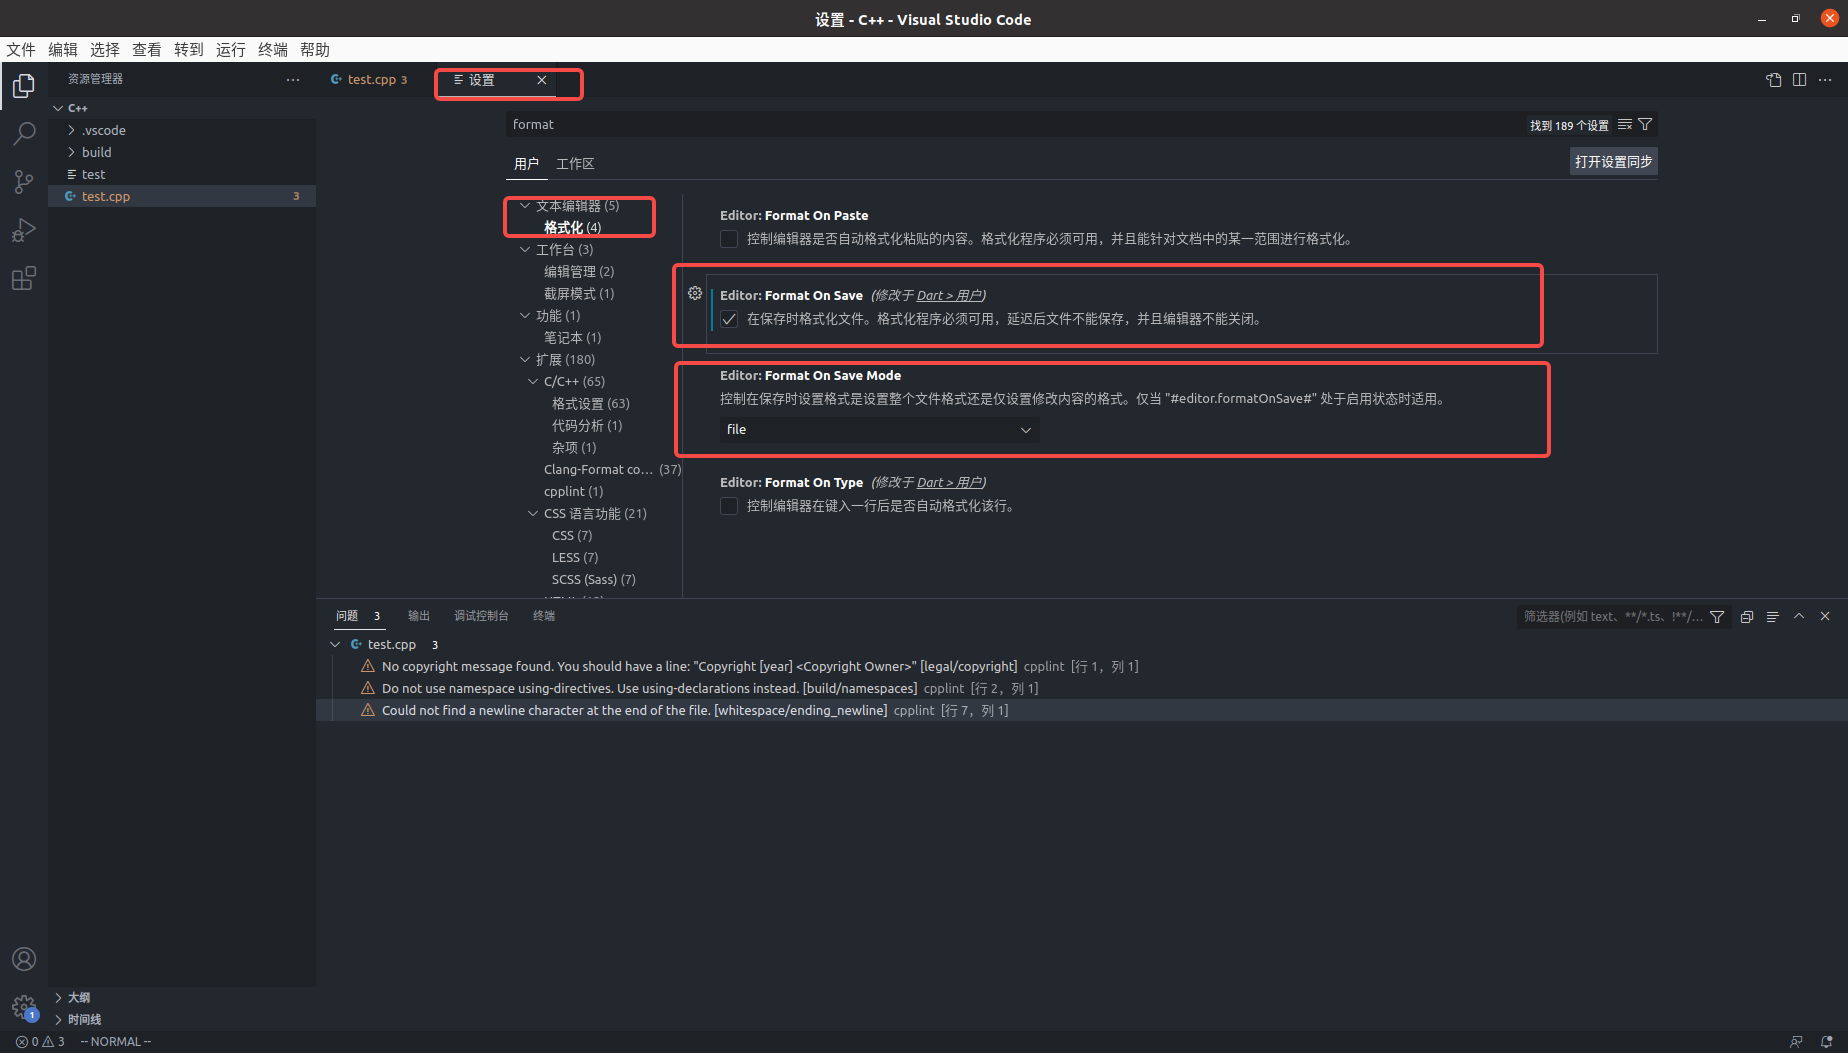 设置 - C++ - Visual Studio Code
文件 编辑 选择 查看 转到 运行 终端 帮助
资源管理器 ···
C++
.vscode
build
test
test.cpp 3
test.cpp 3
设置
format
找到 189 个设置
用户 工作区
打开设置同步
文本编辑器 (5)
格式化 (4)
工作台 (3)
编辑管理 (2)
截屏模式 (1)
功能 (1)
笔记本 (1)
扩展 (180)
C/C++ (65)
格式设置 (63)
代码分析 (1)
杂项 (1)
Clang-Format co... (37)
cpplint (1)
CSS 语言功能 (21)
CSS (7)
LESS (7)
SCSS (Sass) (7)
Editor: Format On Paste
控制编辑器是否自动格式化粘贴的内容。格式化程序必须可用，并且能针对文档中的某一范围进行格式化。
Editor: Format On Save (修改于 Dart > 用户)
在保存时格式化文件。格式化程序必须可用，延迟后文件不能保存，并且编辑器不能关闭。
Editor: Format On Save Mode
控制在保存时设置格式是设置整个文件格式还是仅设置修改内容的格式。仅当 "#editor.formatOnSave#" 处于启用状态时适用。
file
Editor: Format On Type (修改于 Dart > 用户)
控制编辑器在键入一行后是否自动格式化该行。
问题 3 输出 调试控制台 终端
筛选器(例如 text、**/*.ts、!**/...
test.cpp 3
No copyright message found. You should have a line: "Copyright [year] <Copyright Owner>" [legal/copyright] cpplint [行 1，列 1]
Do not use namespace using-directives. Use using-declarations instead. [build/namespaces] cpplint [行 2，列 1]
Could not find a newline character at the end of the file. [whitespace/ending_newline] cpplint [行 7，列 1]
大纲
时间线
1
0 3 -- NORMAL --